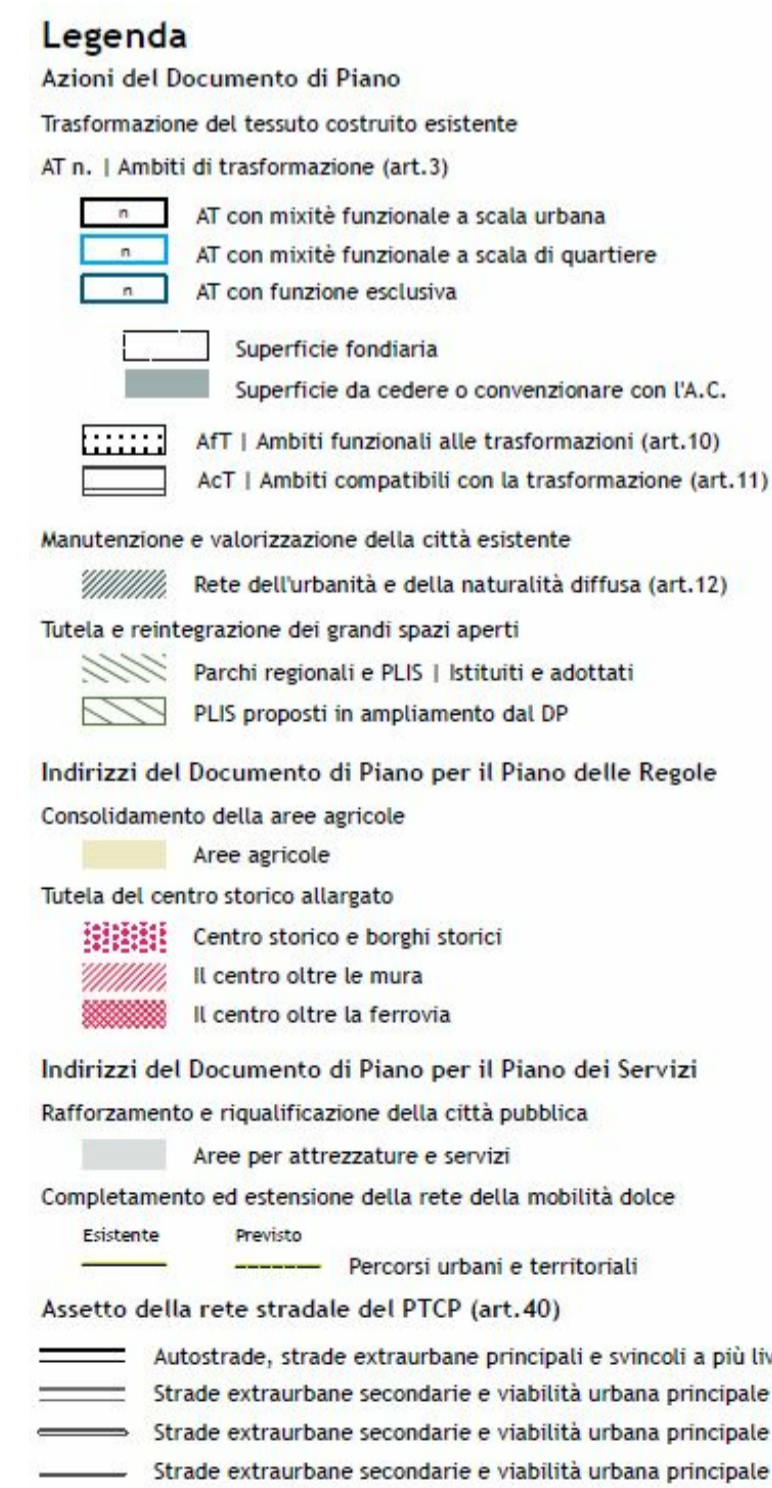 Legenda
Azioni del Documento di Piano
Trasformazione del tessuto costruito esistente
AT n. | Ambiti di trasformazione (art.3)
n AT con mixitè funzionale a scala urbana
n AT con mixitè funzionale a scala di quartiere
n AT con funzione esclusiva
Superficie fondiaria
Superficie da cedere o convenzionare con l'A.C.
AfT | Ambiti funzionali alle trasformazioni (art.10)
AcT | Ambiti compatibili con la trasformazione (art.11)
Manutenzione e valorizzazione della città esistente
Rete dell'urbanità e della naturalità diffusa (art.12)
Tutela e reintegrazione dei grandi spazi aperti
Parchi regionali e PLIS | Istituiti e adottati
PLIS proposti in ampliamento dal DP
Indirizzi del Documento di Piano per il Piano delle Regole
Consolidamento della aree agricole
Aree agricole
Tutela del centro storico allargato
Centro storico e borghi storici
Il centro oltre le mura
Il centro oltre la ferrovia
Indirizzi del Documento di Piano per il Piano dei Servizi
Rafforzamento e riqualificazione della città pubblica
Aree per attrezzature e servizi
Completamento ed estensione della rete della mobilità dolce
Esistente Previsto
Percorsi urbani e territoriali
Assetto della rete stradale del PTCP (art.40)
Autostrade, strade extraurbane principali e svincoli a più liv
Strade extraurbane secondarie e viabilità urbana principale
Strade extraurbane secondarie e viabilità urbana principale
Strade extraurbane secondarie e viabilità urbana principale